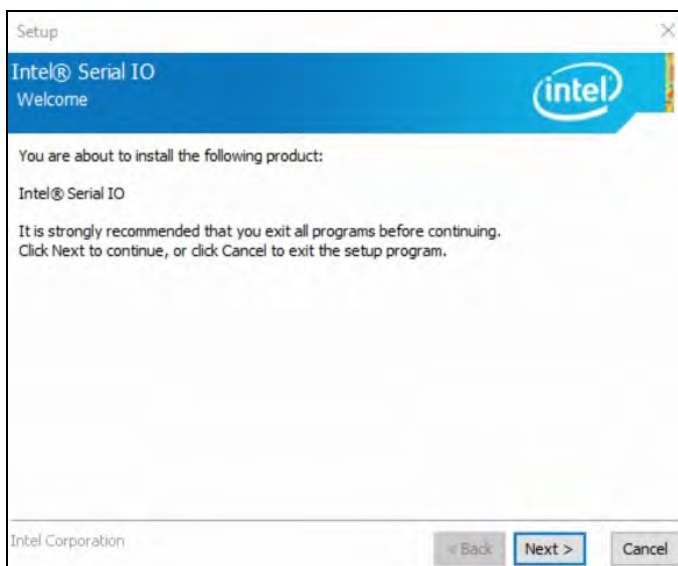 Setup
Intel® Serial IO
Welcome
intel
You are about to install the following product:
Intel® Serial IO
It is strongly recommended that you exit all programs before continuing.
Click Next to continue, or click Cancel to exit the setup program.
Intel Corporation
< Back Next > Cancel